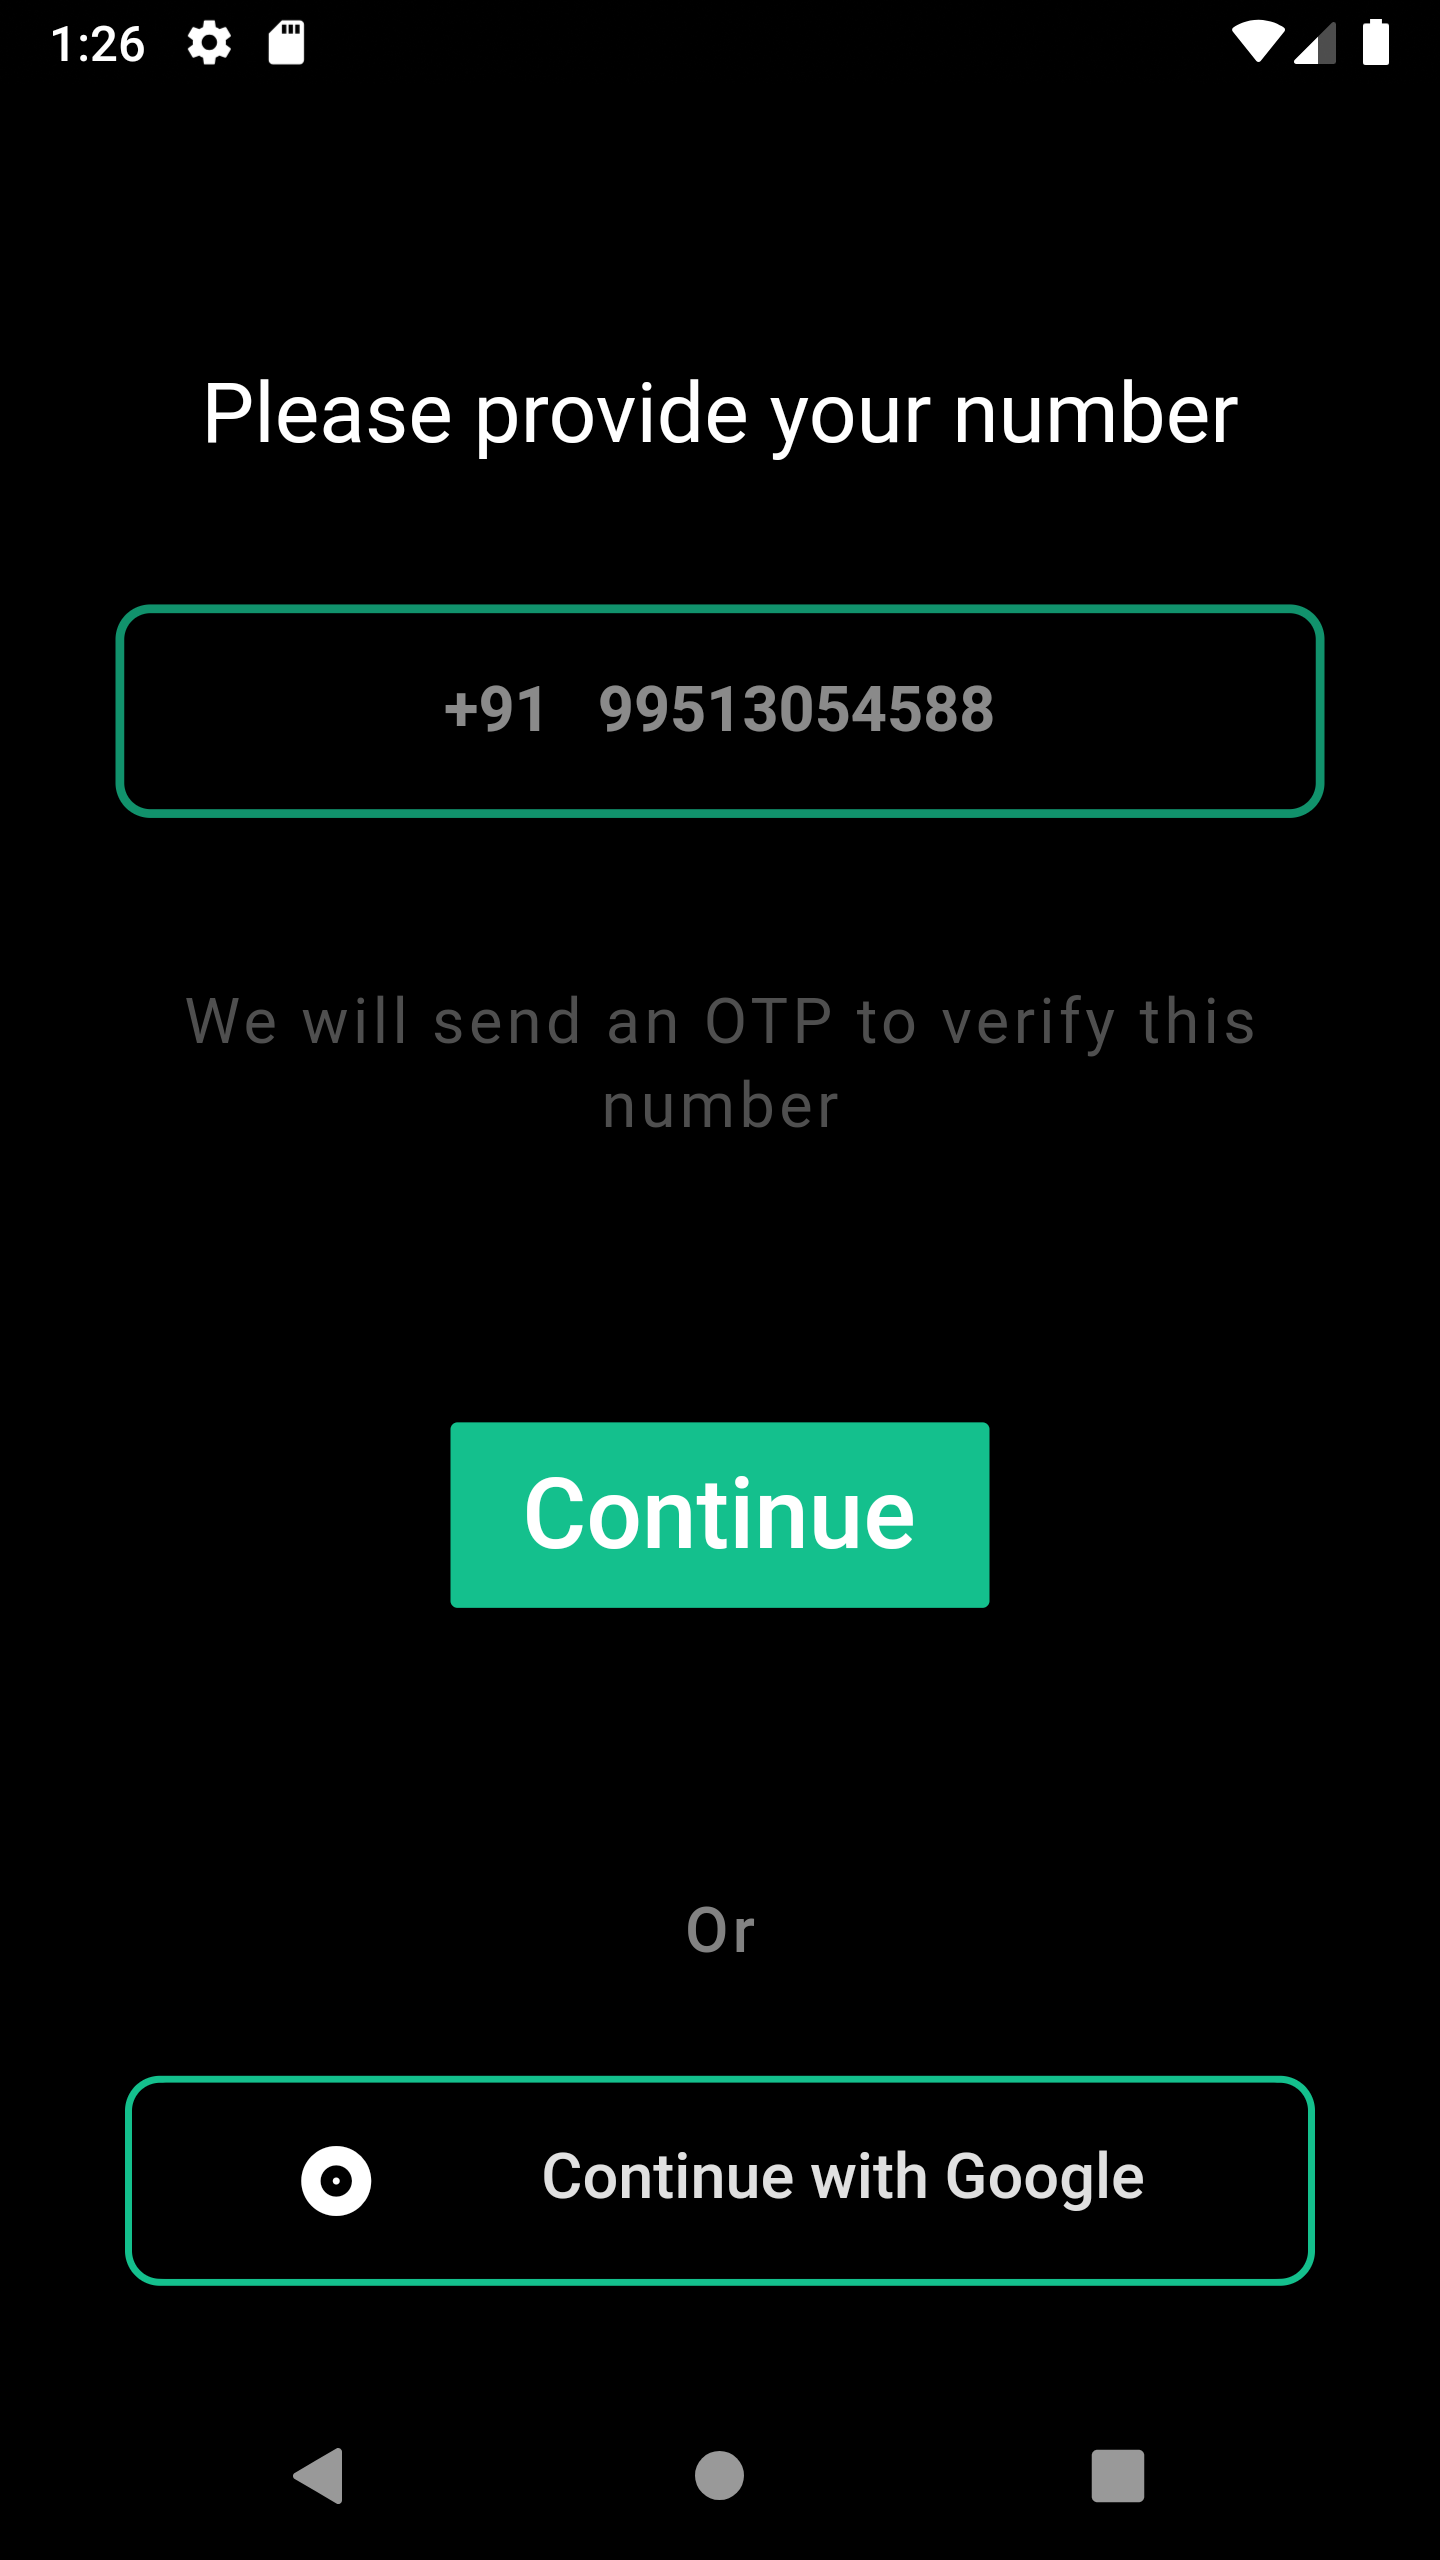 1:26
Please provide your number
+91 99513054588
We will send an OTP to verify this
number
Continue
Or
Continue with Google